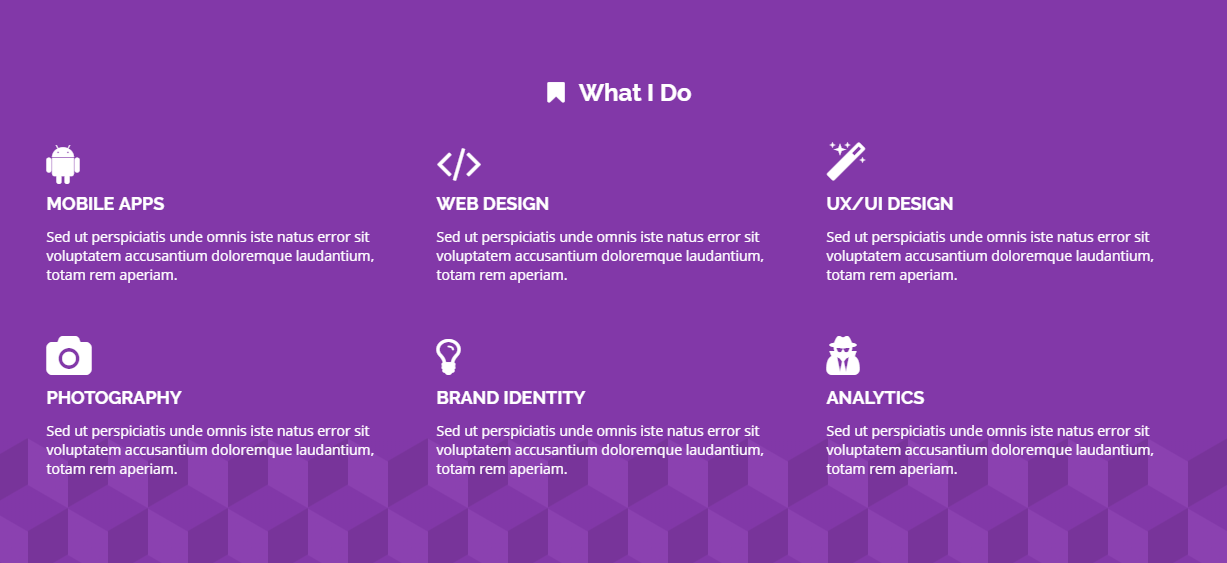 What I Do
MOBILE APPS
Sed ut perspiciatis unde omnis iste natus error sit
voluptatem accusantium doloremque laudantium,
totam rem aperiam.
WEB DESIGN
Sed ut perspiciatis unde omnis iste natus error sit
voluptatem accusantium doloremque laudantium,
totam rem aperiam.
UX/UI DESIGN
Sed ut perspiciatis unde omnis iste natus error sit
voluptatem accusantium doloremque laudantium,
totam rem aperiam.
PHOTOGRAPHY
Sed ut perspiciatis unde omnis iste natus error sit
voluptatem accusantium doloremque laudantium,
totam rem aperiam.
BRAND IDENTITY
Sed ut perspiciatis unde omnis iste natus error sit
voluptatem accusantium doloremque laudantium,
totam rem aperiam.
ANALYTICS
Sed ut perspiciatis unde omnis iste natus error sit
voluptatem accusantium doloremque laudantium,
totam rem aperiam.